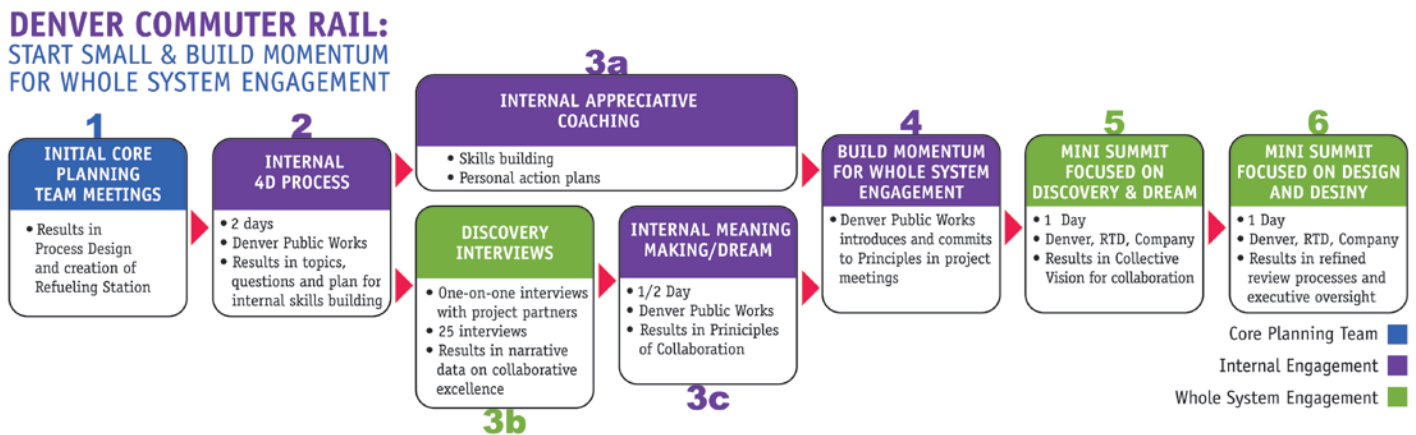 DENVER COMMUTER RAIL:
START SMALL & BUILD MOMENTUM
FOR WHOLE SYSTEM ENGAGEMENT
1
INITIAL CORE
PLANNING
TEAM MEETINGS
• Results in
Process Design
and creation of
Refueling Station
2
INTERNAL
4D PROCESS
• 2 days
• Denver Public Works
• Results in topics,
questions and plan for
internal skills building
3a
INTERNAL APPRECIATIVE
COACHING
• Skills building
• Personal action plans
DISCOVERY
INTERVIEWS
• One-on-one interviews
with project partners
• 25 interviews
• Results in narrative
data on collaborative
excellence
3b
INTERNAL MEANING
MAKING/DREAM
• 1/2 Day
• Denver Public Works
• Results in Priniciples
of Collaboration
3c
4
BUILD MOMENTUM
FOR WHOLE SYSTEM
ENGAGEMENT
• Denver Public Works
introduces and commits
to Principles in project
meetings
5
MINI SUMMIT
FOCUSED ON
DISCOVERY & DREAM
• 1 Day
• Denver, RTD, Company
• Results in Collective
Vision for collaboration
6
MINI SUMMIT
FOCUSED ON DESIGN
AND DESINY
• 1 Day
• Denver, RTD, Company
• Results in refined
review processes and
executive oversight
Core Planning Team
Internal Engagement
Whole System Engagement